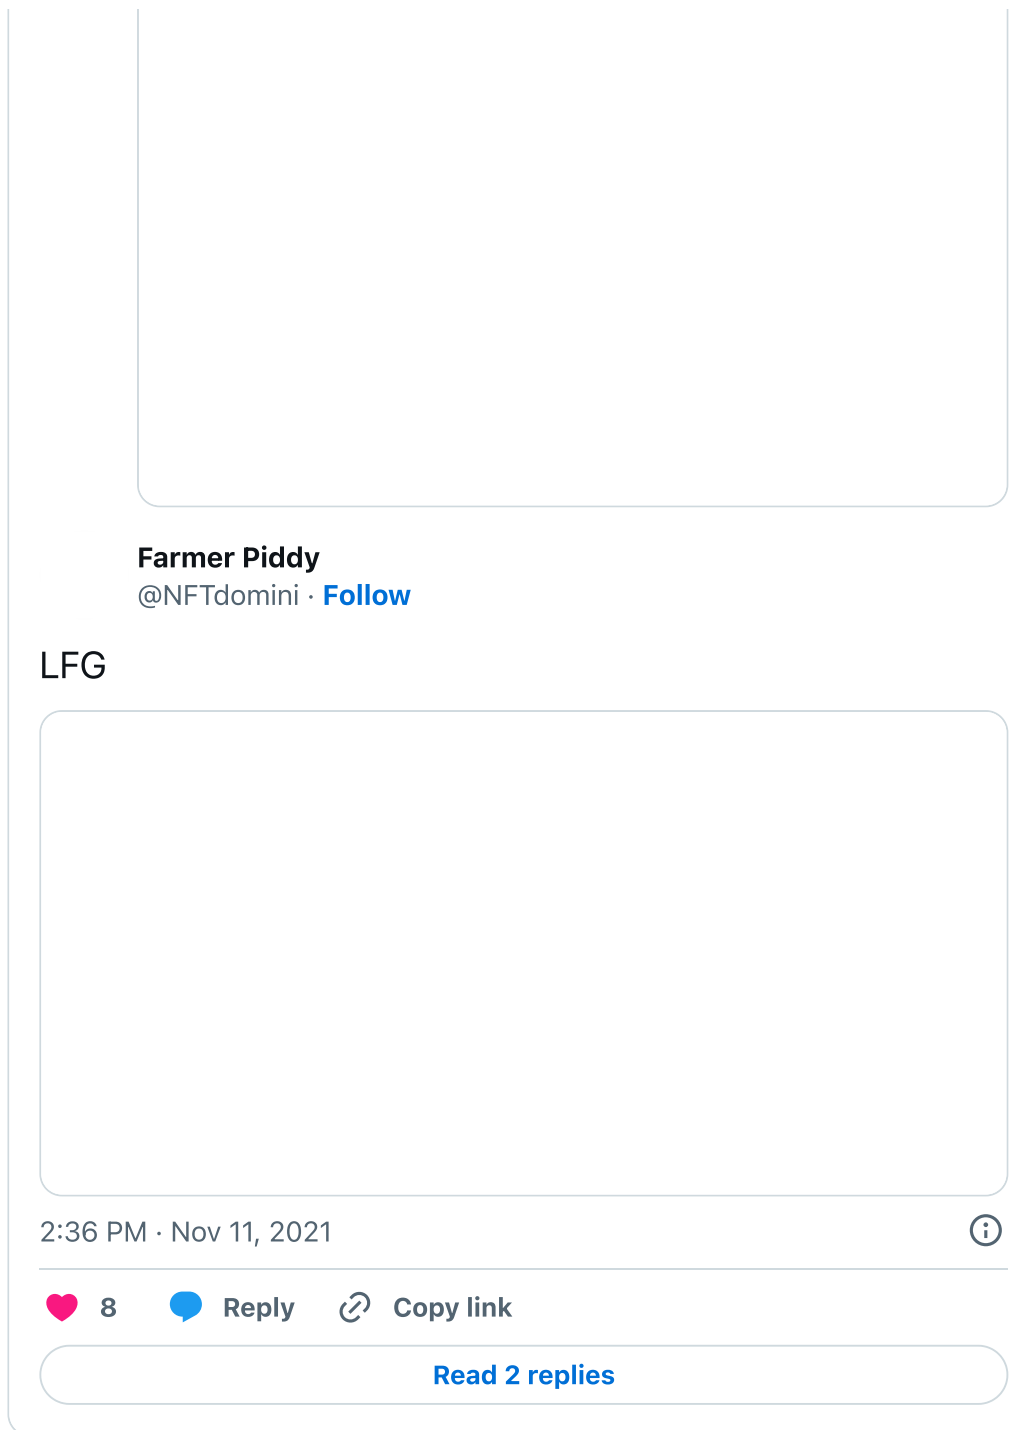 Farmer Piddy
@NFTdomini · Follow
LFG
2:36 PM · Nov 11, 2021
8 Reply Copy link
Read 2 replies